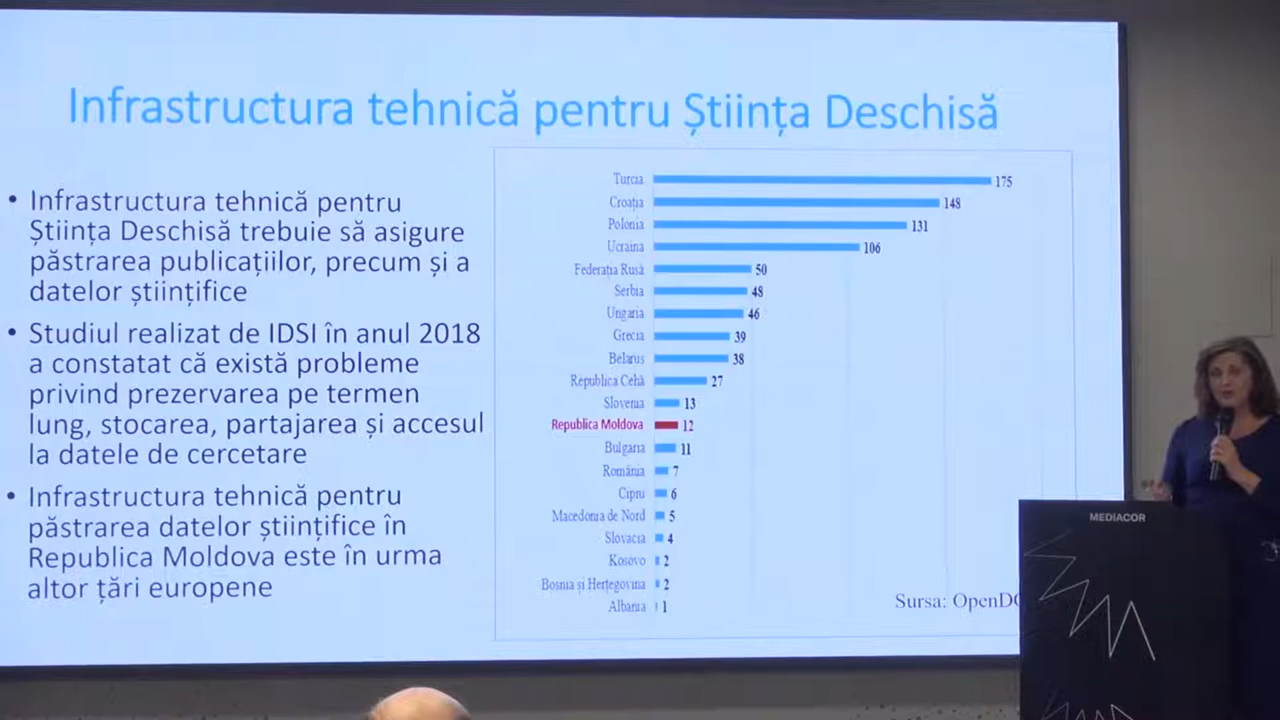 Infrastructura tehnică pentru Știința Deschisă
• Infrastructura tehnică pentru
Știința Deschisă trebuie să asigure
păstrarea publicațiilor, precum și a
datelor științifice
• Studiul realizat de IDSI în anul 2018
a constatat că există probleme
privind prezervarea pe termen
lung, stocarea, partajarea și accesul
la datele de cercetare
• Infrastructura tehnică pentru
păstrarea datelor științifice în
Republica Moldova este în urma
altor țări europene
Turcia 175
Croația 148
Polonia 131
Ucraina 106
Federația Rusă 50
Serbia 48
Ungaria 46
Grecia 39
Belarus 38
Republica Cehă 27
Slovenia 13
Republica Moldova 12
Bulgaria 11
România 7
Cipru 6
Macedonia de Nord 5
Slovacia 4
Kosovo 2
Bosnia și Herțegovina 2
Albania 1
Sursa:
MEDIACOR